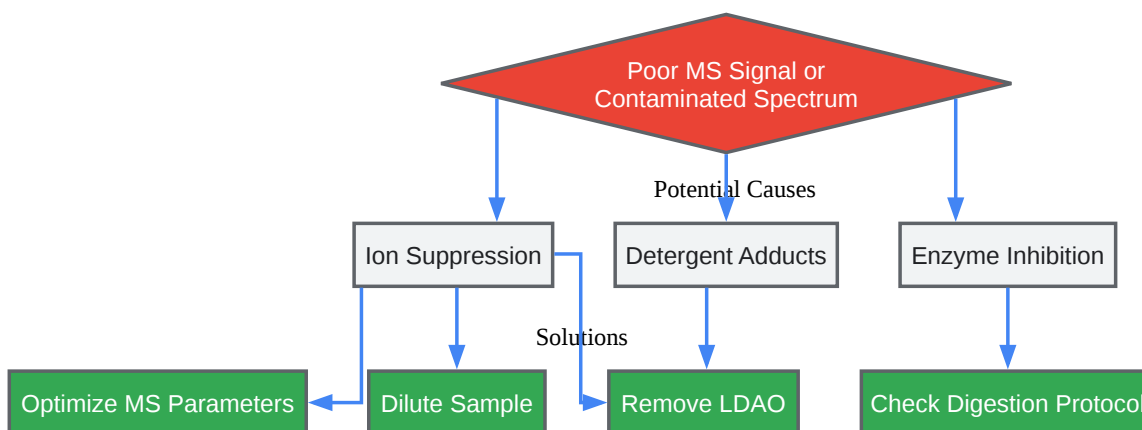 Poor MS Signal or
Contaminated Spectrum
Potential Causes
Ion Suppression
Detergent Adducts
Enzyme Inhibition
Solutions
Optimize MS Parameters
Dilute Sample
Remove LDAO
Check Digestion Protocol